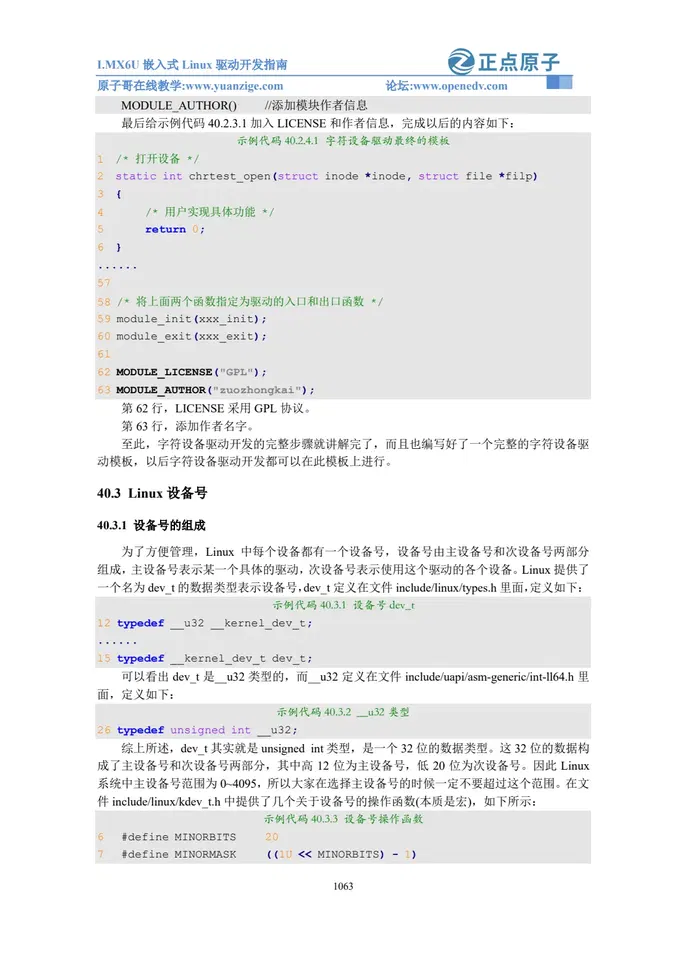 I.MX6U 嵌入式 Linux 驱动开发指南
正点原子
原子哥在线教学:www.yuanzige.com 论坛:www.openedv.com
MODULE_AUTHOR() //添加模块作者信息
最后给示例代码 40.2.3.1 加入 LICENSE 和作者信息，完成以后的内容如下：
示例代码 40.2.4.1 字符设备驱动最终的模板
1 /* 打开设备 */
2 static int chrtest_open(struct inode *inode, struct file *filp)
3 {
4 /* 用户实现具体功能 */
5 return 0;
6 }
......
57
58 /* 将上面两个函数指定为驱动的入口和出口函数 */
59 module_init(xxx_init);
60 module_exit(xxx_exit);
61
62 MODULE_LICENSE("GPL");
63 MODULE_AUTHOR("zuozhongkai");
第 62 行，LICENSE 采用 GPL 协议。
第 63 行，添加作者名字。
至此，字符设备驱动开发的完整步骤就讲解完了，而且也编写好了一个完整的字符设备驱
动模板，以后字符设备驱动开发都可以在此模板上进行。
40.3 Linux 设备号
40.3.1 设备号的组成
为了方便管理，Linux 中每个设备都有一个设备号，设备号由主设备号和次设备号两部分
组成，主设备号表示某一个具体的驱动，次设备号表示使用这个驱动的各个设备。Linux 提供了
一个名为 dev_t 的数据类型表示设备号，dev_t 定义在文件 include/linux/types.h 里面，定义如下：
示例代码 40.3.1 设备号 dev_t
12 typedef __u32 __kernel_dev_t;
......
15 typedef __kernel_dev_t dev_t;
可以看出 dev_t 是__u32 类型的，而__u32 定义在文件 include/uapi/asm-generic/int-ll64.h 里
面，定义如下：
示例代码 40.3.2 __u32 类型
26 typedef unsigned int __u32;
综上所述，dev_t 其实就是 unsigned int 类型，是一个 32 位的数据类型。这 32 位的数据构
成了主设备号和次设备号两部分，其中高 12 位为主设备号，低 20 位为次设备号。因此 Linux
系统中主设备号范围为 0~4095，所以大家在选择主设备号的时候一定不要超过这个范围。在文
件 include/linux/kdev_t.h 中提供了几个关于设备号的操作函数(本质是宏)，如下所示：
示例代码 40.3.3 设备号操作函数
6 #define MINORBITS 20
7 #define MINORMASK ((1U << MINORBITS) - 1)
1063